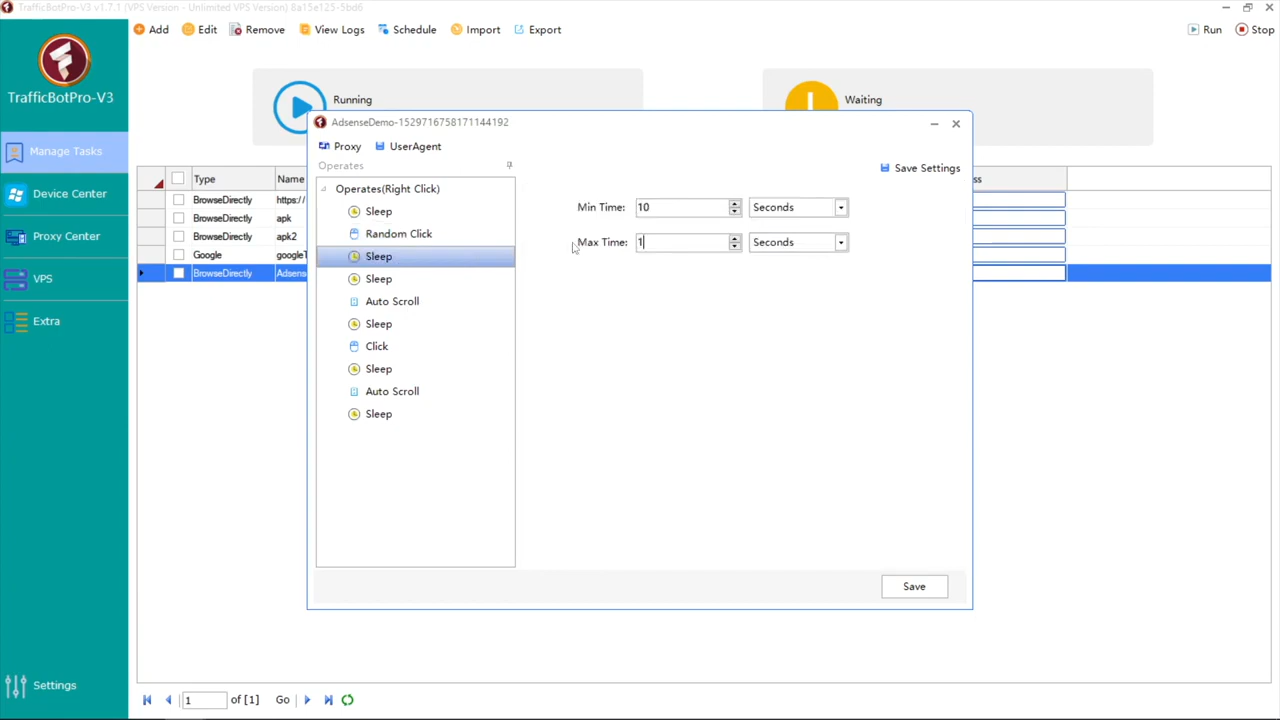 TrafficBotPro-V3 v1.7.1 (VPS Version - Unlimited VPS Version) 8a15e125-5bd6
Add Edit Remove View Logs Schedule Import Export Run Stop
TrafficBotPro-V3
Running Waiting
AdsenseDemo-1529716758171144192
Proxy UserAgent
Manage Tasks
Device Center
Proxy Center
VPS
Extra
Settings
Operates
Save Settings
Operates(Right Click)
Sleep
Random Click
Sleep
Sleep
Auto Scroll
Sleep
Click
Sleep
Auto Scroll
Sleep
Min Time: 10 Seconds
Max Time: 1 Seconds
Save
Type Name ss
BrowseDirectly https://
BrowseDirectly apk
BrowseDirectly apk2
Google googleT
BrowseDirectly Adsens
1 of [1] Go